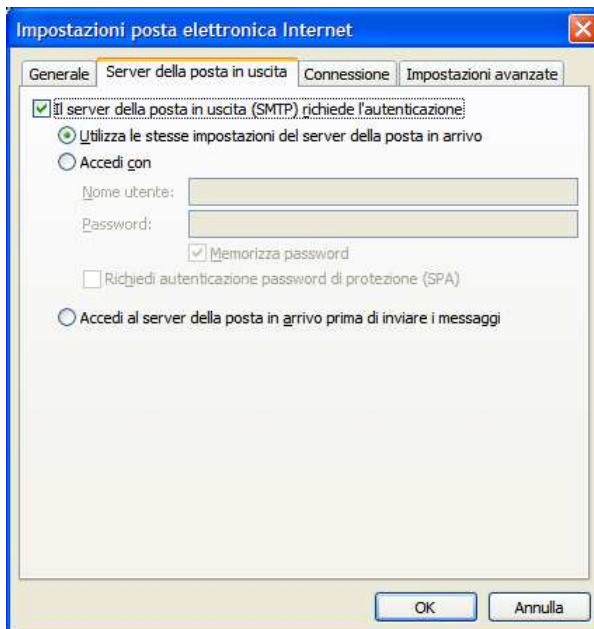 Impostazioni posta elettronica Internet
Generale Server della posta in uscita Connessione Impostazioni avanzate
Il server della posta in uscita (SMTP) richiede l'autenticazione
Utilizza le stesse impostazioni del server della posta in arrivo
Accedi con
Nome utente:
Password:
Memorizza password
Richiedi autenticazione password di protezione (SPA)
Accedi al server della posta in arrivo prima di inviare i messaggi
OK Annulla